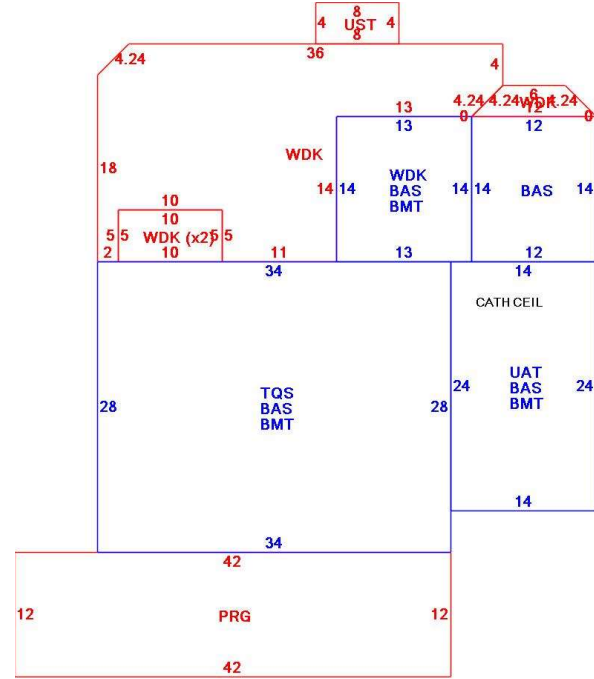 8
4 UST 4
8
36
4.24
4
6
4.24 4.24 WDK 4.24
0 12 0
13
13
12
WDK
18
14 14 WDK 14 14 BAS 14
BAS
BMT
10
10
5 5 WDK (x2) 5 5
2 10 11 13 12
34 14
CATH CEIL
UAT
24 BAS 24
BMT
TQS
28 BAS 28
BMT
14
34
42
12 PRG 12
42